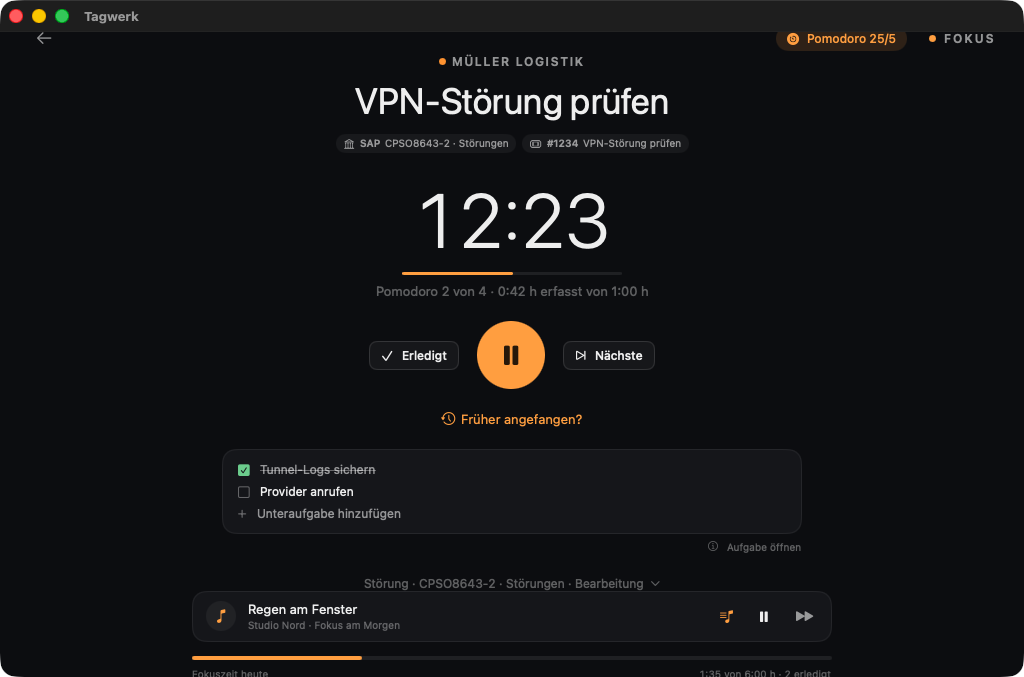 Tagwerk
Pomodoro 25/5
FOKUS
MÜLLER LOGISTIK
VPN-Störung prüfen
SAP CPSO8643-2 · Störungen
#1234 VPN-Störung prüfen
12:23
Pomodoro 2 von 4 · 0:42 h erfasst von 1:00 h
Erledigt
Nächste
Früher angefangen?
Tunnel-Logs sichern
Provider anrufen
+ Unteraufgabe hinzufügen
Aufgabe öffnen
Störung · CPSO8643-2 · Störungen · Bearbeitung
Regen am Fenster
Studio Nord · Fokus am Morgen
Fokuszeit heute
1:35 von 6:00 h · 2 erledigt